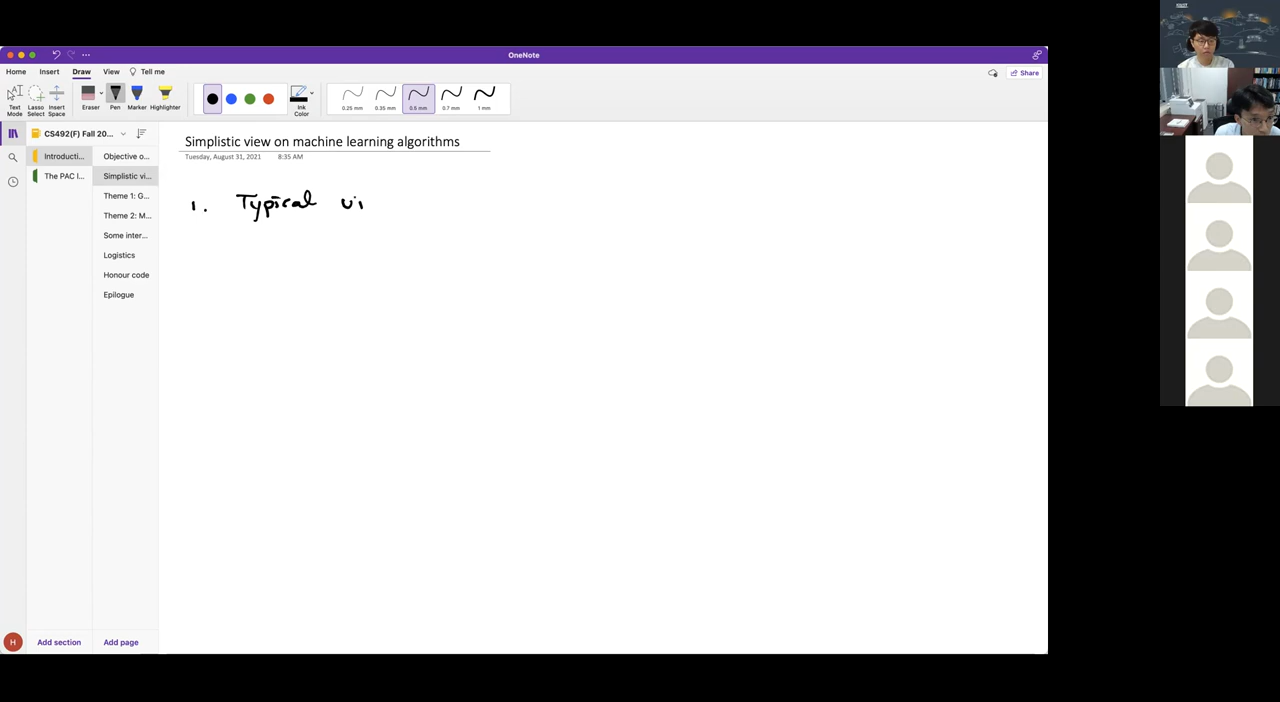 OneNote
Home Insert Draw View Tell me
Share
Text Mode
Lasso Select
Insert Space
Eraser
Pen
Marker
Highlighter
Ink Color
0.25 mm
0.35 mm
0.6 mm
0.7 mm
1 mm
CS492(F) Fall 20...
Introducti...
The PAC l...
Objective o...
Simplistic vi...
Theme 1: G...
Theme 2: M...
Some inter...
Logistics
Honour code
Epilogue
Simplistic view on machine learning algorithms
Tuesday, August 31, 2021 8:35 AM
1. Typical vi
H
Add section
Add page